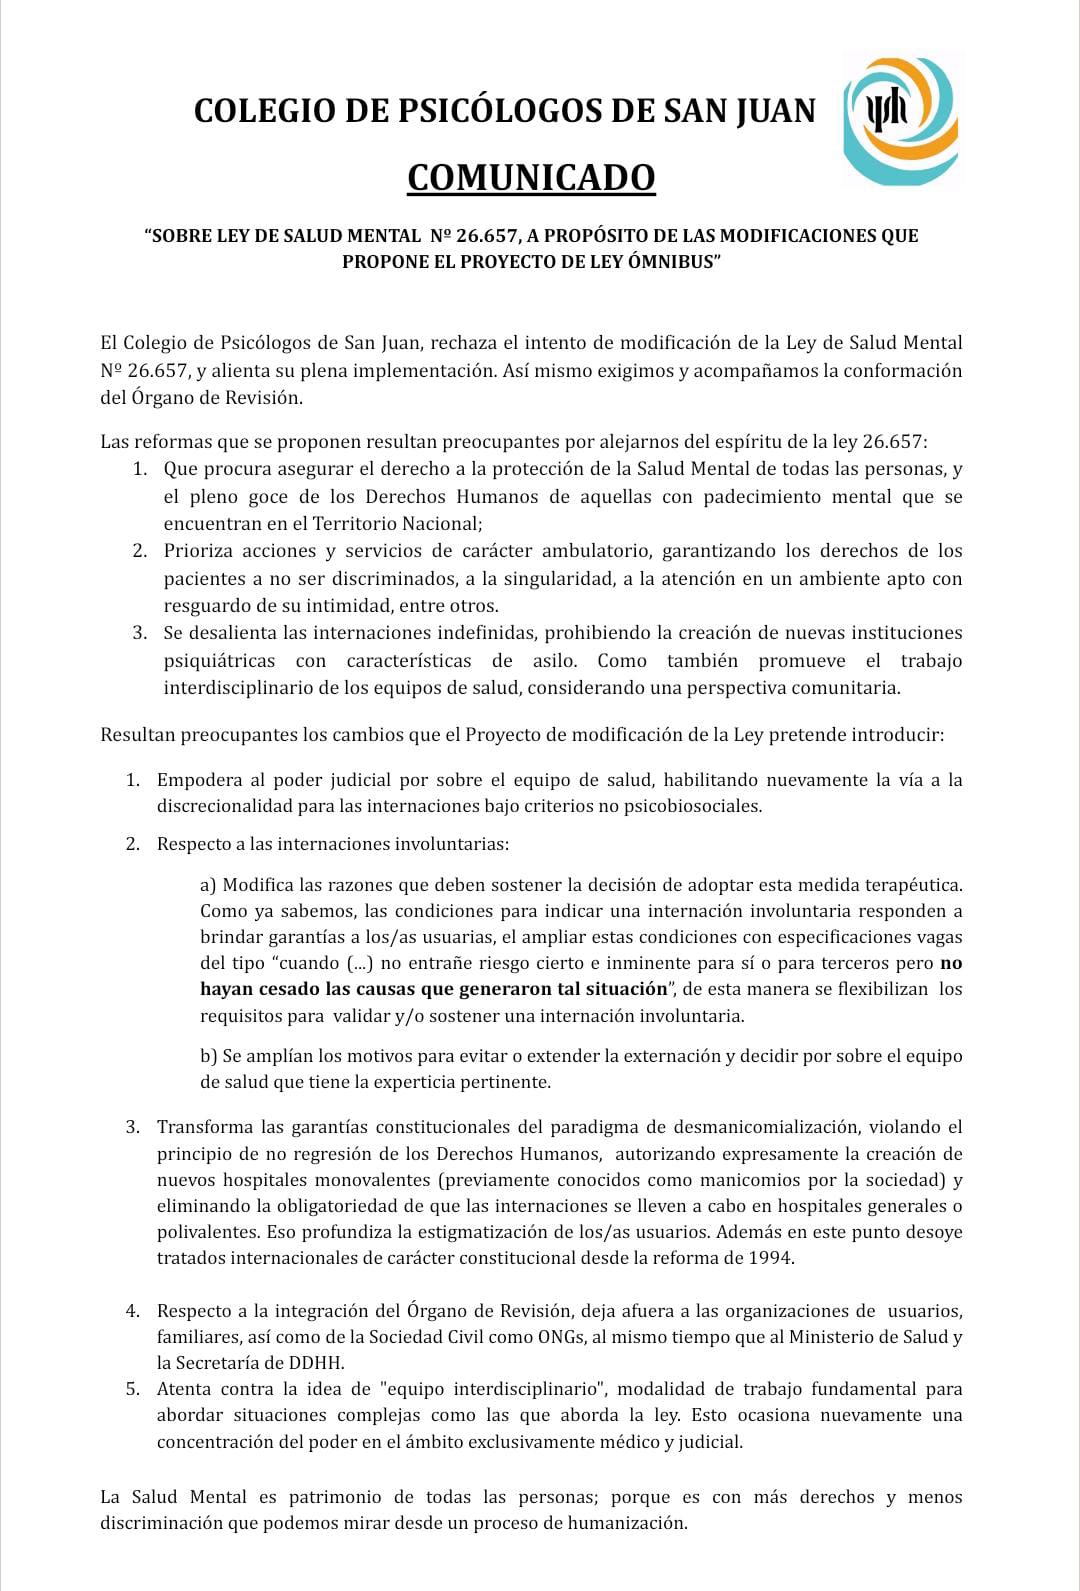 COLEGIO DE PSICÓLOGOS DE SAN JUAN
COMUNICADO
“SOBRE LEY DE SALUD MENTAL Nº 26.657, A PROPÓSITO DE LAS MODIFICACIONES QUE
PROPONE EL PROYECTO DE LEY ÓMNIBUS”
El Colegio de Psicólogos de San Juan, rechaza el intento de modificación de la Ley de Salud Mental
Nº 26.657, y alienta su plena implementación. Así mismo exigimos y acompañamos la conformación
del Órgano de Revisión.
Las reformas que se proponen resultan preocupantes por alejarnos del espíritu de la ley 26.657:
1. Que procura asegurar el derecho a la protección de la Salud Mental de todas las personas, y
el pleno goce de los Derechos Humanos de aquellas con padecimiento mental que se
encuentran en el Territorio Nacional;
2. Prioriza acciones y servicios de carácter ambulatorio, garantizando los derechos de los
pacientes a no ser discriminados, a la singularidad, a la atención en un ambiente apto con
resguardo de su intimidad, entre otros.
3. Se desalienta las internaciones indefinidas, prohibiendo la creación de nuevas instituciones
psiquiátricas con características de asilo. Como también promueve el trabajo
interdisciplinario de los equipos de salud, considerando una perspectiva comunitaria.
Resultan preocupantes los cambios que el Proyecto de modificación de la Ley pretende introducir:
1. Empodera al poder judicial por sobre el equipo de salud, habilitando nuevamente la vía a la
discrecionalidad para las internaciones bajo criterios no psicobiosociales.
2. Respecto a las internaciones involuntarias:
a) Modifica las razones que deben sostener la decisión de adoptar esta medida terapéutica.
Como ya sabemos, las condiciones para indicar una internación involuntaria responden a
brindar garantías a los/as usuarias, el ampliar estas condiciones con especificaciones vagas
del tipo “cuando (...) no entrañe riesgo cierto e inminente para sí o para terceros pero no
hayan cesado las causas que generaron tal situación”, de esta manera se flexibilizan los
requisitos para validar y/o sostener una internación involuntaria.
b) Se amplían los motivos para evitar o extender la externación y decidir por sobre el equipo
de salud que tiene la experticia pertinente.
3. Transforma las garantías constitucionales del paradigma de desmanicomialización, violando el
principio de no regresión de los Derechos Humanos, autorizando expresamente la creación de
nuevos hospitales monovalentes (previamente conocidos como manicomios por la sociedad) y
eliminando la obligatoriedad de que las internaciones se lleven a cabo en hospitales generales o
polivalentes. Eso profundiza la estigmatización de los/as usuarios. Además en este punto desoye
tratados internacionales de carácter constitucional desde la reforma de 1994.
4. Respecto a la integración del Órgano de Revisión, deja afuera a las organizaciones de usuarios,
familiares, así como de la Sociedad Civil como ONGs, al mismo tiempo que al Ministerio de Salud y
la Secretaría de DDHH.
5. Atenta contra la idea de "equipo interdisciplinario", modalidad de trabajo fundamental para
abordar situaciones complejas como las que aborda la ley. Esto ocasiona nuevamente una
concentración del poder en el ámbito exclusivamente médico y judicial.
La Salud Mental es patrimonio de todas las personas; porque es con más derechos y menos
discriminación que podemos mirar desde un proceso de humanización.